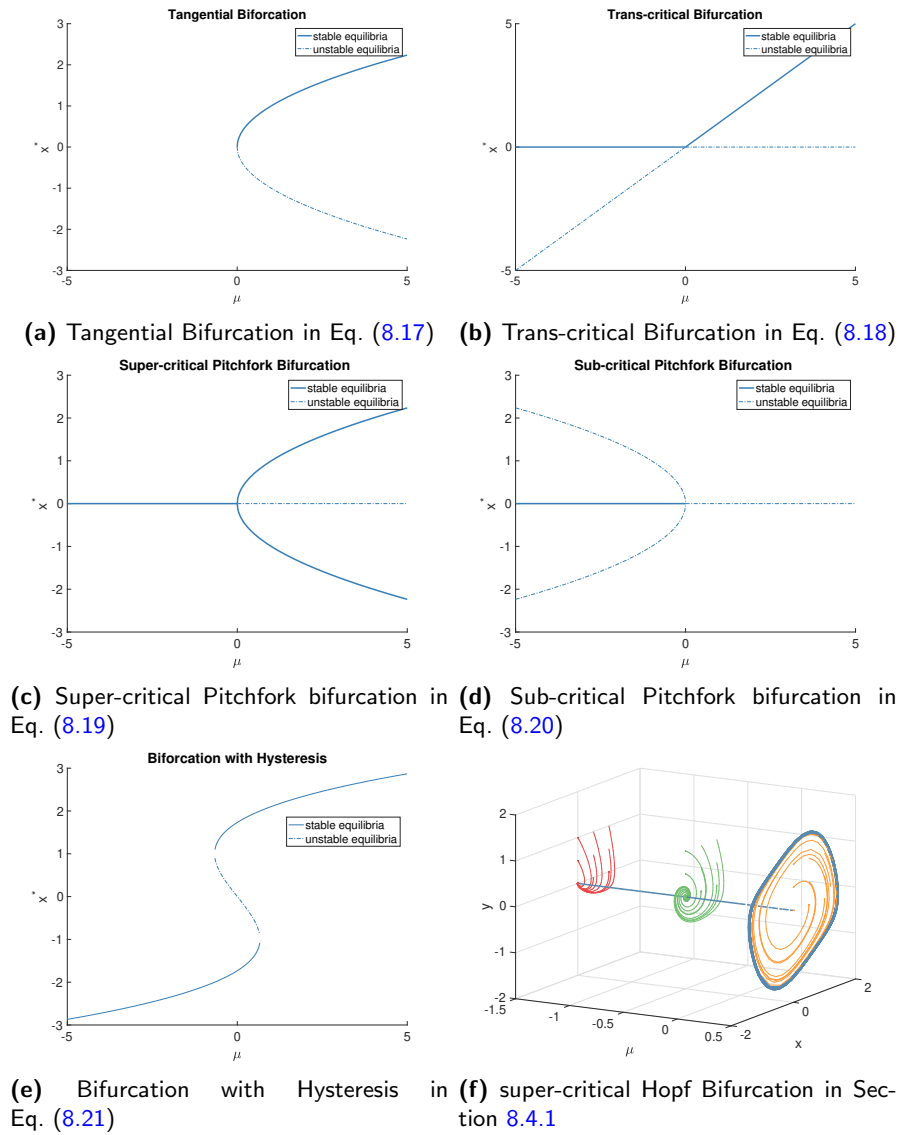 Tangential Biforcation
3
2
1
0
-1
-2
-3
x*
-5
0
5
μ
stable equilibria
unstable equilibria
(a) Tangential Bifurcation in Eq. (8.17)
Trans-critical Bifurcation
5
0
-5
x*
-5
0
5
μ
stable equilibria
unstable equilibria
(b) Trans-critical Bifurcation in Eq. (8.18)
Super-critical Pitchfork Bifurcation
3
2
1
0
-1
-2
-3
x*
-5
0
5
μ
stable equilibria
unstable equilibria
(c) Super-critical Pitchfork bifurcation in
Eq. (8.19)
Sub-critical Pitchfork Bifurcation
3
2
1
0
-1
-2
-3
x*
-5
0
5
μ
stable equilibria
unstable equilibria
(d) Sub-critical Pitchfork bifurcation in
Eq. (8.20)
Biforcation with Hysteresis
3
2
1
0
-1
-2
-3
x*
-5
0
5
μ
stable equilibria
unstable equilibria
(e) Bifurcation with Hysteresis in
Eq. (8.21)
2
1
0
-1
-2
y
-1.5
-1
-0.5
0
0.5
μ
-2
0
2
x
(f) super-critical Hopf Bifurcation in Sec-
tion 8.4.1